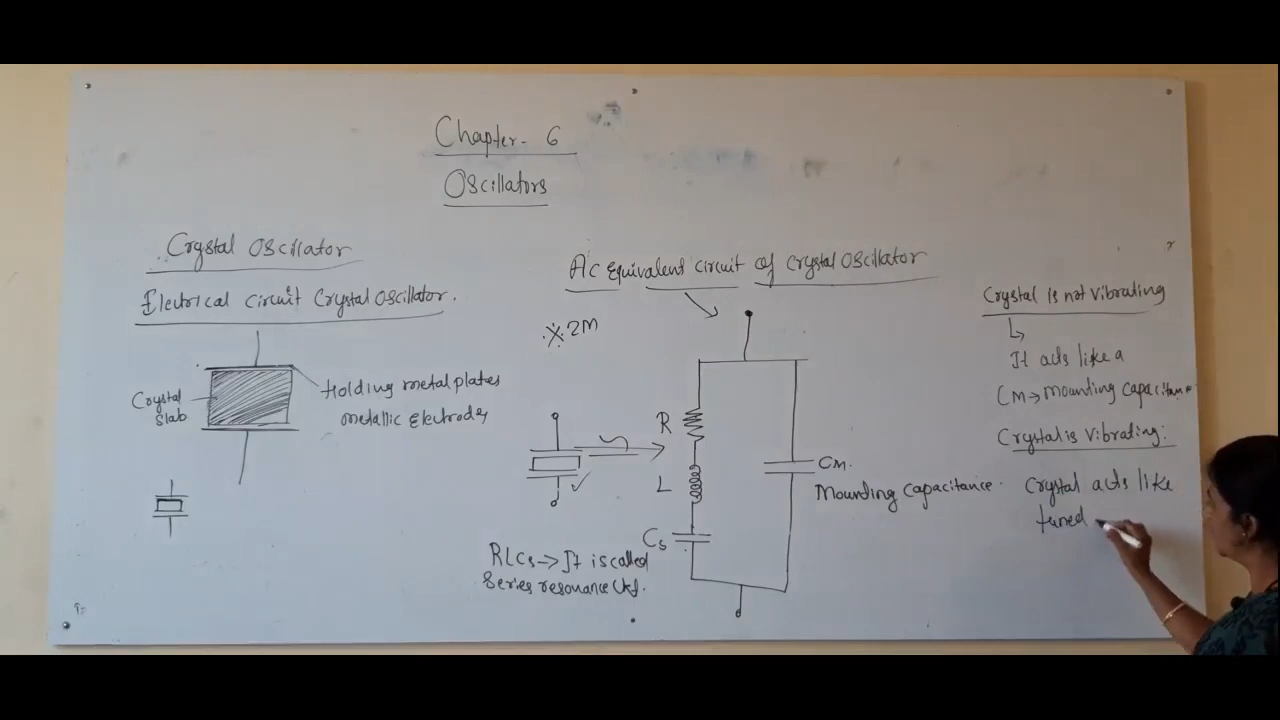 Chapter- 6
Oscillators
Crystal Oscillator
Electrical circuit Crystal Oscillator.
Crystal
Slab
Holding metal plates
metallic Electrodes
AC Equivalent circuit of Crystal Oscillator
2M
R
L
Cs
CM.
Mounting Capacitance.
RLCs→It is called
Series resonance
Crystal is not Vibrating
It acts like a
CM→Mounting Capacitance
Crystal is Vibrating:
Crystal acts like
tuned